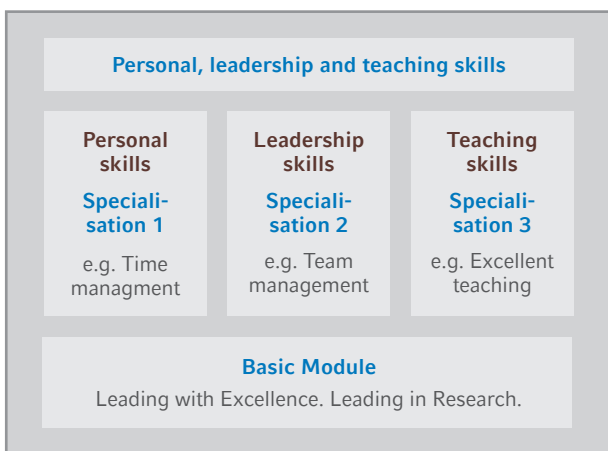 Personal, leadership and teaching skills
Personal
skills
Speciali-
sation 1
e.g. Time
managment
Leadership
skills
Speciali-
sation 2
e.g. Team
management
Teaching
skills
Speciali-
sation 3
e.g. Excellent
teaching
Basic Module
Leading with Excellence. Leading in Research.